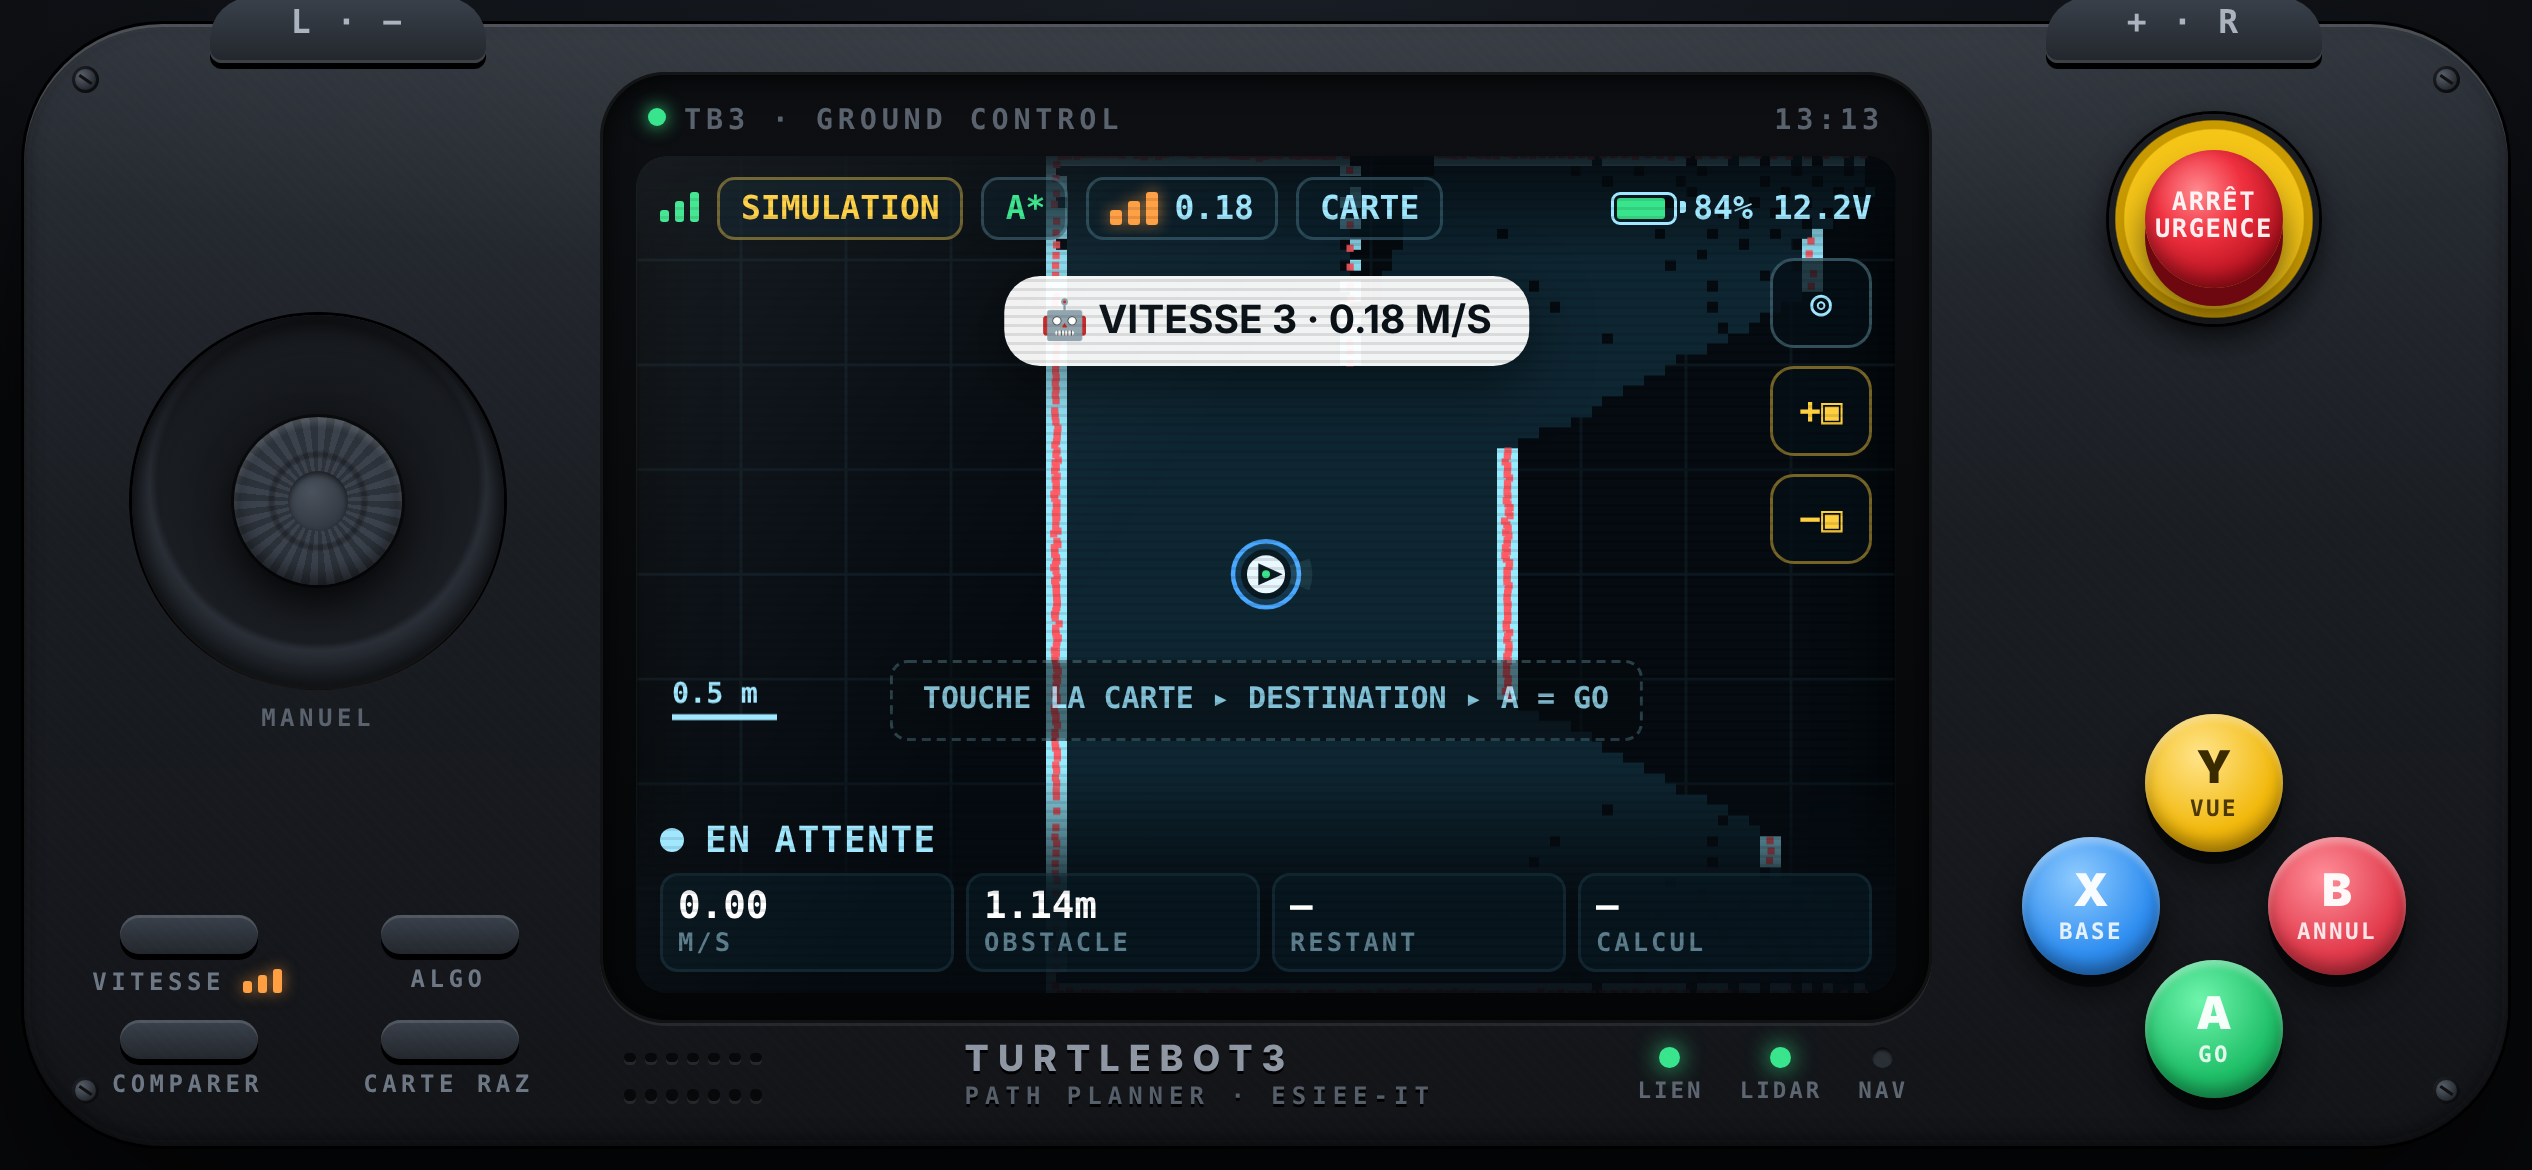 L · −
+ · R
TB3 · GROUND CONTROL
13:13
SIMULATION
A*
0.18
CARTE
84% 12.2V
ARRÊT
URGENCE
VITESSE 3 · 0.18 M/S
MANUEL
0.5 m
TOUCHE LA CARTE ▸ DESTINATION ▸ A = GO
EN ATTENTE
0.00
M/S
1.14m
OBSTACLE
–
RESTANT
–
CALCUL
Y
VUE
X
BASE
B
ANNUL
A
GO
VITESSE
ALGO
COMPARER
CARTE RAZ
TURTLEBOT3
PATH PLANNER · ESIEE-IT
LIEN
LIDAR
NAV